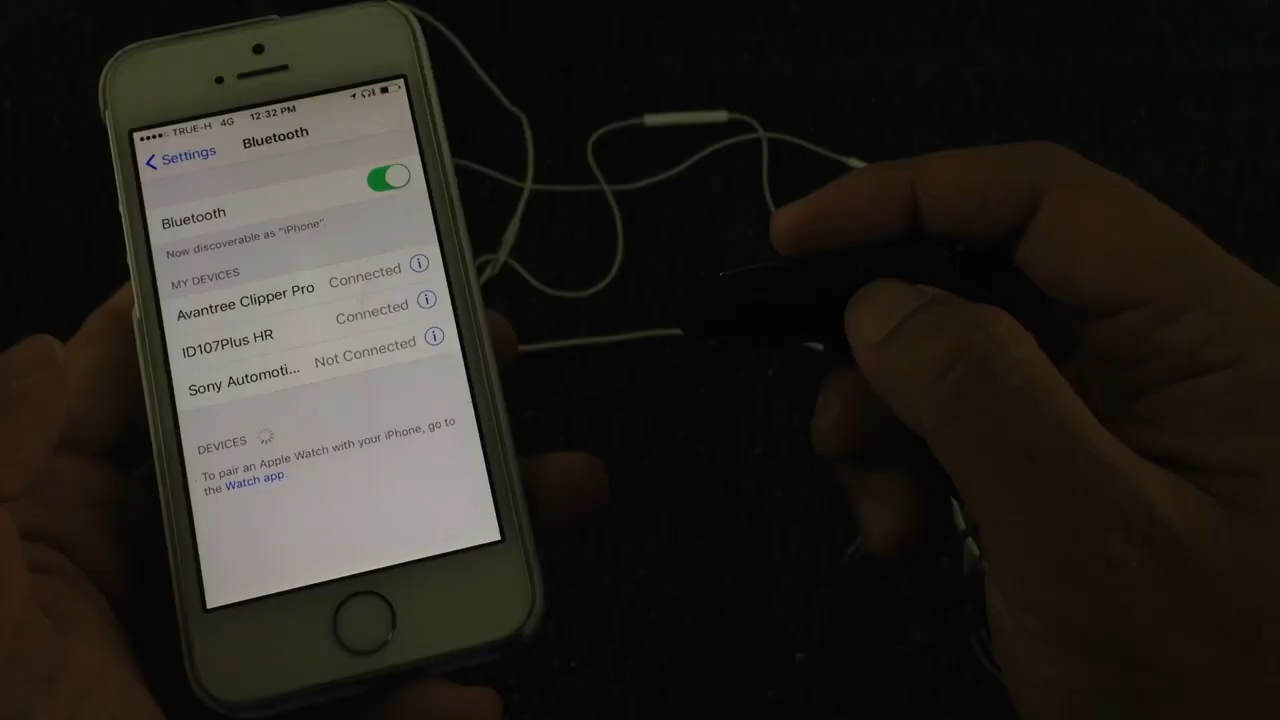 TRUE-H 4G 12:32 PM
Settings Bluetooth
Bluetooth
Now discoverable as "iPhone"
MY DEVICES
Avantree Clipper Pro Connected
ID107Plus HR Connected
Sony Automoti... Not Connected
DEVICES
To pair an Apple Watch with your iPhone, go to
the Watch app.